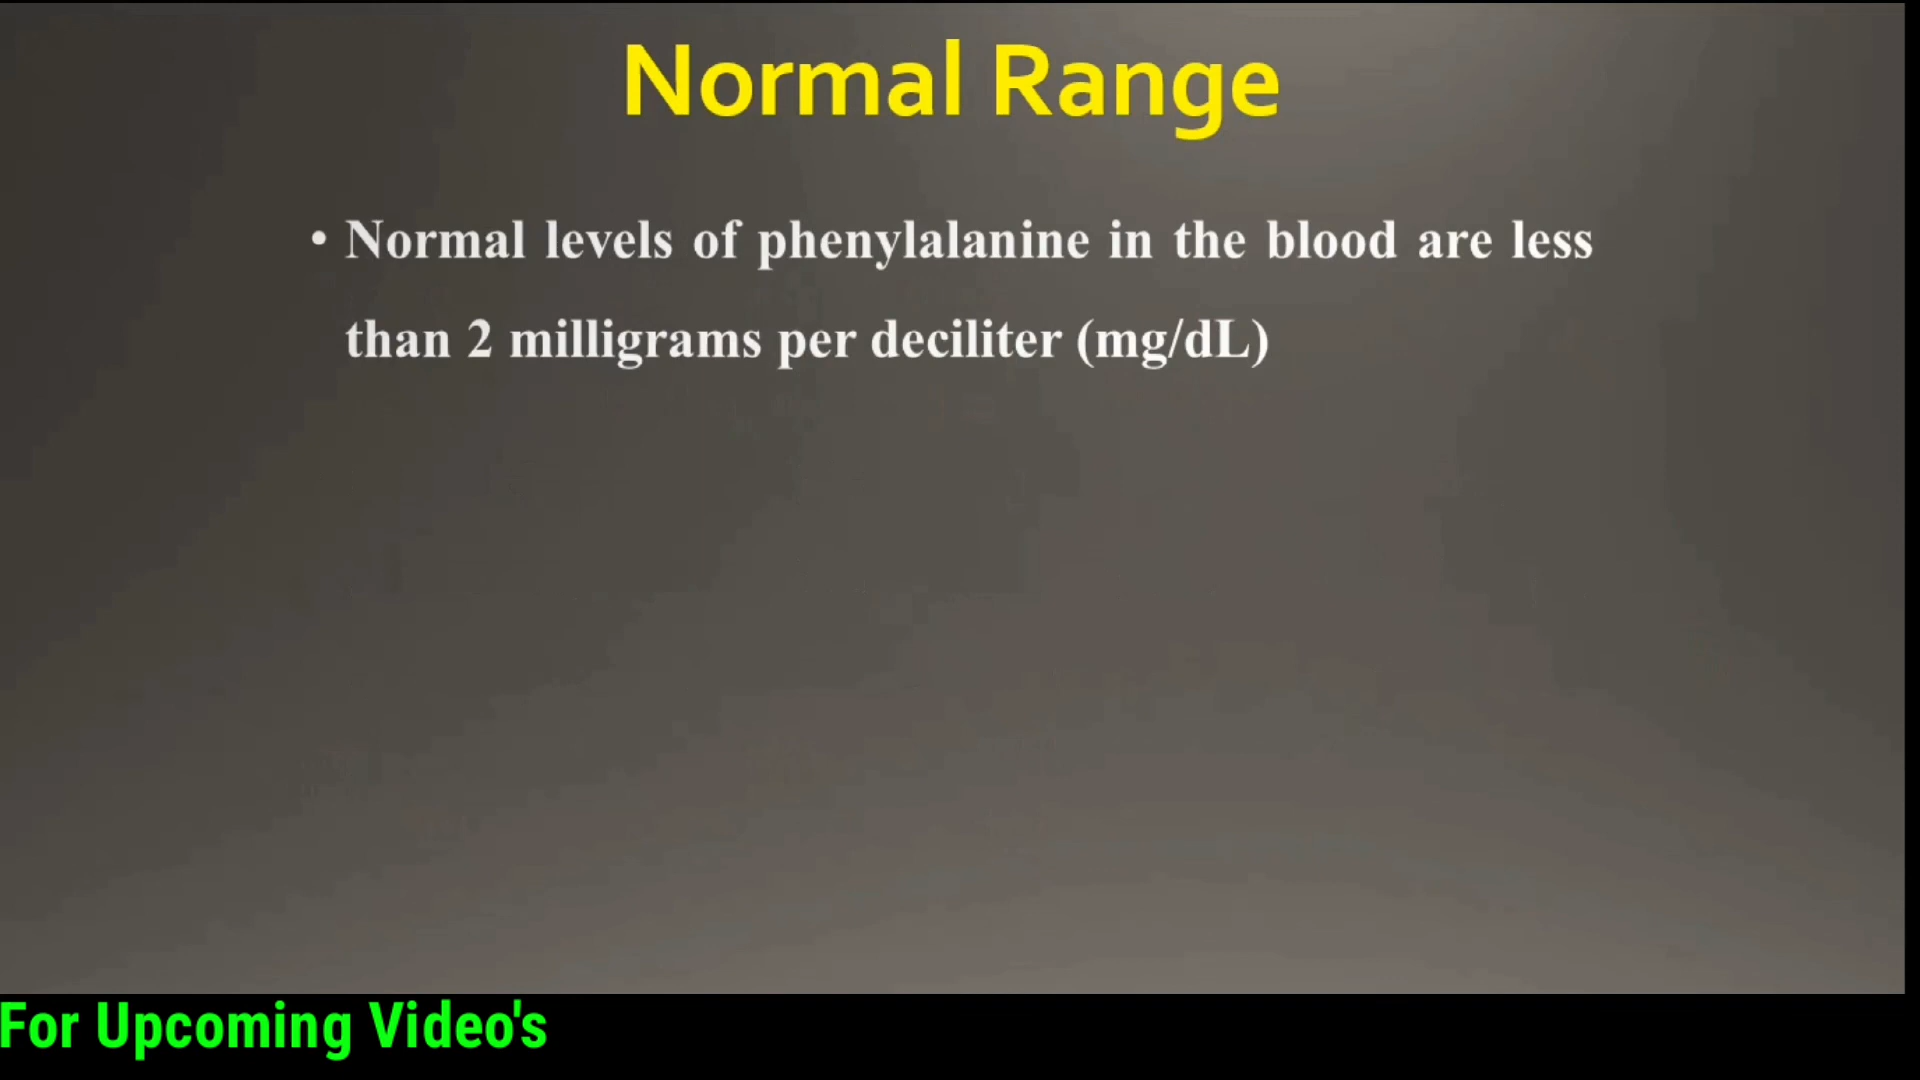 Normal Range
• Normal levels of phenylalanine in the blood are less
than 2 milligrams per deciliter (mg/dL)
For Upcoming Video's